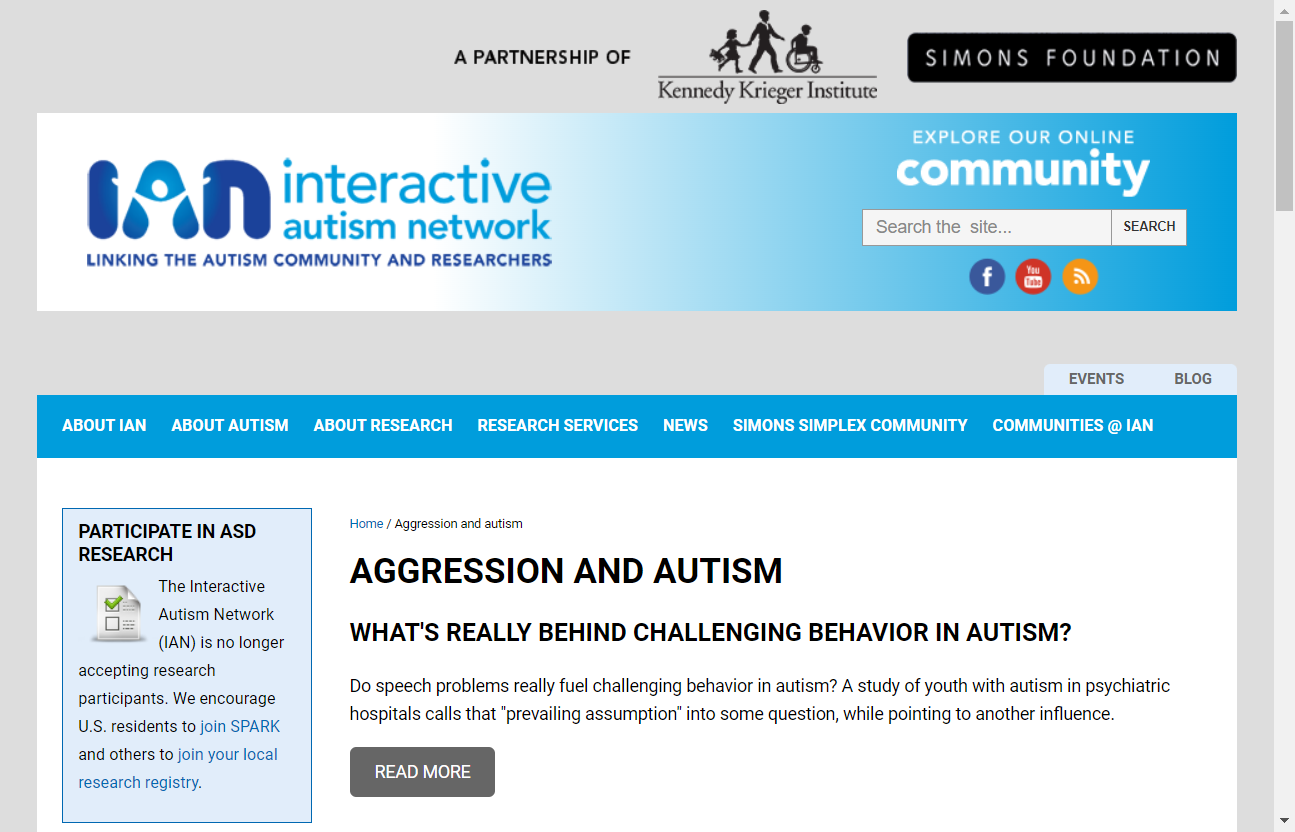 A PARTNERSHIP OF
Kennedy Krieger Institute
SIMONS FOUNDATION
IAN interactive
autism network
LINKING THE AUTISM COMMUNITY AND RESEARCHERS
EXPLORE OUR ONLINE
community
Search the  site...
SEARCH
f
You
Tube
EVENTS
BLOG
ABOUT IAN
ABOUT AUTISM
ABOUT RESEARCH
RESEARCH SERVICES
NEWS
SIMONS SIMPLEX COMMUNITY
COMMUNITIES @ IAN
PARTICIPATE IN ASD
RESEARCH
The Interactive
Autism Network
(IAN) is no longer
accepting research
participants. We encourage
U.S. residents to join SPARK
and others to join your local
research registry.
Home / Aggression and autism
AGGRESSION AND AUTISM
WHAT'S REALLY BEHIND CHALLENGING BEHAVIOR IN AUTISM?
Do speech problems really fuel challenging behavior in autism? A study of youth with autism in psychiatric
hospitals calls that "prevailing assumption" into some question, while pointing to another influence.
READ MORE